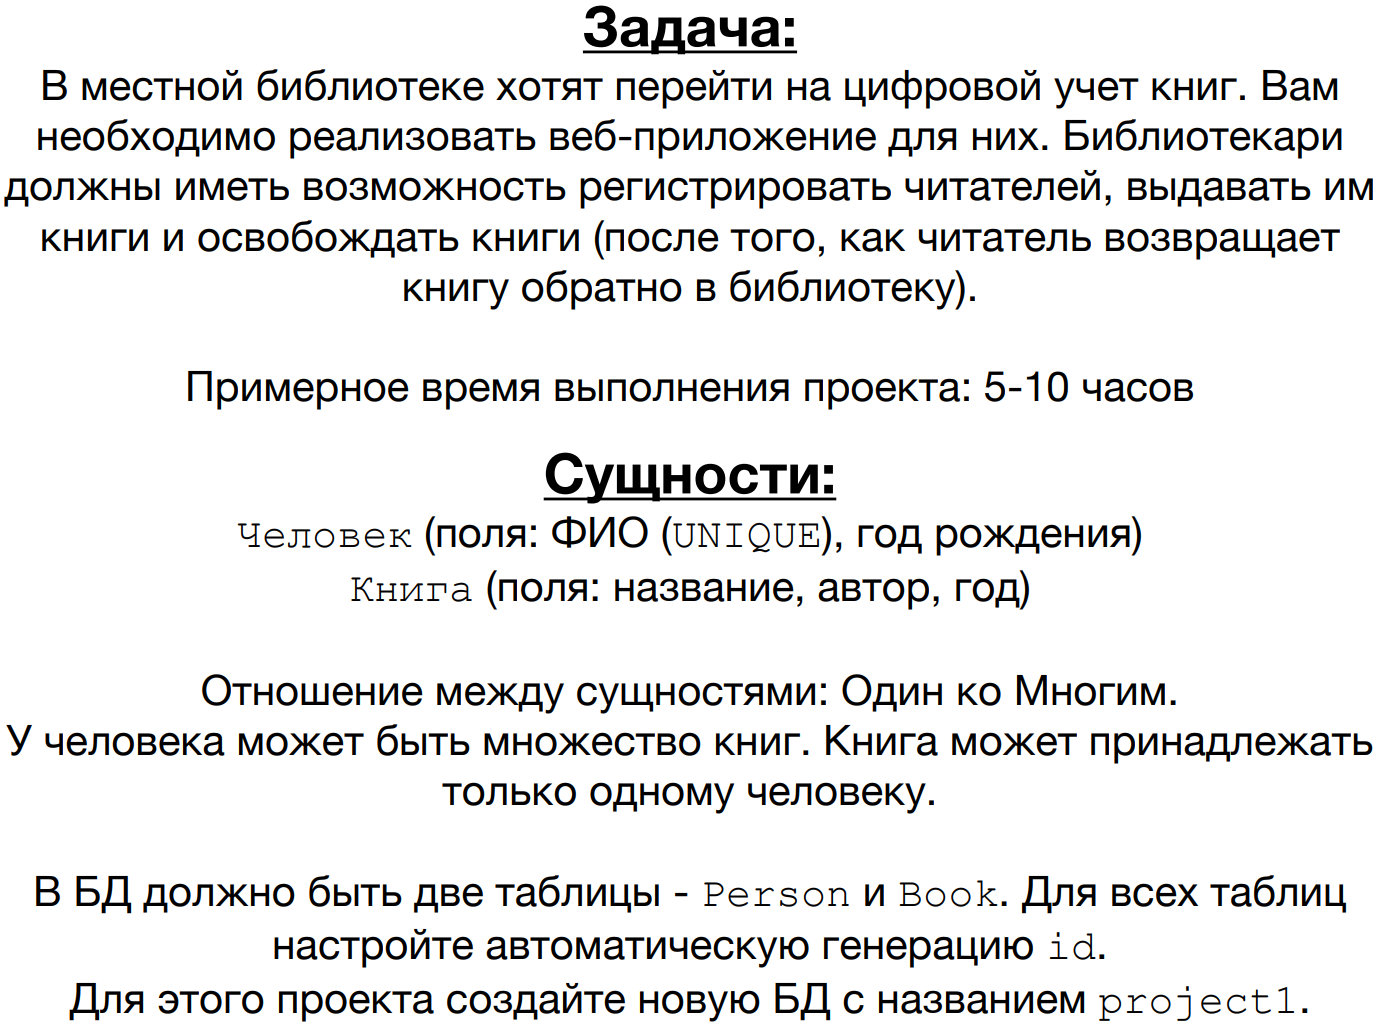 Задача:
В местной библиотеке хотят перейти на цифровой учет книг. Вам
необходимо реализовать веб-приложение для них. Библиотекари
должны иметь возможность регистрировать читателей, выдавать им
книги и освобождать книги (после того, как читатель возвращает
книгу обратно в библиотеку).
Примерное время выполнения проекта: 5-10 часов
Сущности:
Человек (поля: ФИО (UNIQUE), год рождения)
Книга (поля: название, автор, год)
Отношение между сущностями: Один ко Многим.
У человека может быть множество книг. Книга может принадлежать
только одному человеку.
В БД должно быть две таблицы - Person и Book. Для всех таблиц
настройте автоматическую генерацию id.
Для этого проекта создайте новую БД с названием project1.